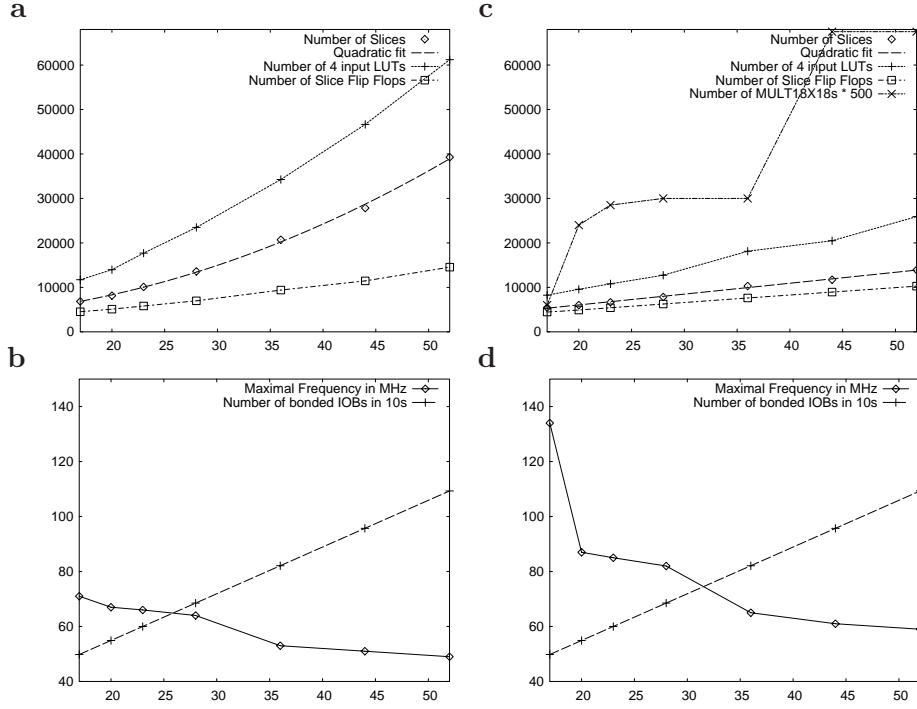 a
Number of Slices
Quadratic fit
Number of 4 input LUTs
Number of Slice Flip Flops
60000
50000
40000
30000
20000
10000
0
20 25 30 35 40 45 50
c
Number of Slices
Quadratic fit
Number of 4 input LUTs
Number of Slice Flip Flops
Number of MULT18X18s * 500
60000
50000
40000
30000
20000
10000
0
20 25 30 35 40 45 50
b
Maximal Frequency in MHz
Number of bonded IOBs in 10s
140
120
100
80
60
40
20 25 30 35 40 45 50
d
Maximal Frequency in MHz
Number of bonded IOBs in 10s
140
120
100
80
60
40
20 25 30 35 40 45 50